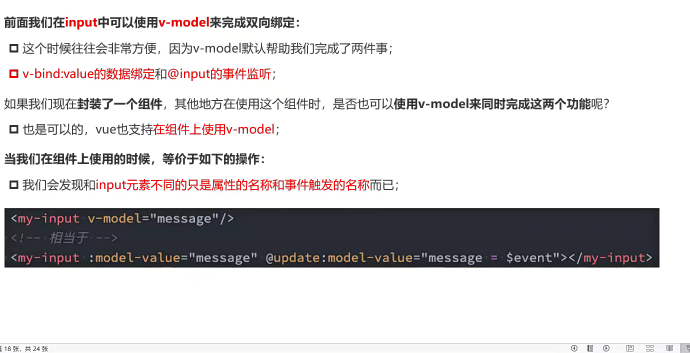 前面我们在input中可以使用v-model来完成双向绑定：
这个时候往往会非常方便，因为v-model默认帮助我们完成了两件事；
v-bind:value的数据绑定和@input的事件监听；
如果我们现在封装了一个组件，其他地方在使用这个组件时，是否也可以使用v-model来同时完成这两个功能呢？
也是可以的，vue也支持在组件上使用v-model；
当我们在组件上使用的时候，等价于如下的操作：
我们会发现和input元素不同的只是属性的名称和事件触发的名称而已；
<my-input v-model="message"/>
<!-- 相当于 -->
<my-input :model-value="message" @update:model-value="message = $event"></my-input>
18 张，共 24 张